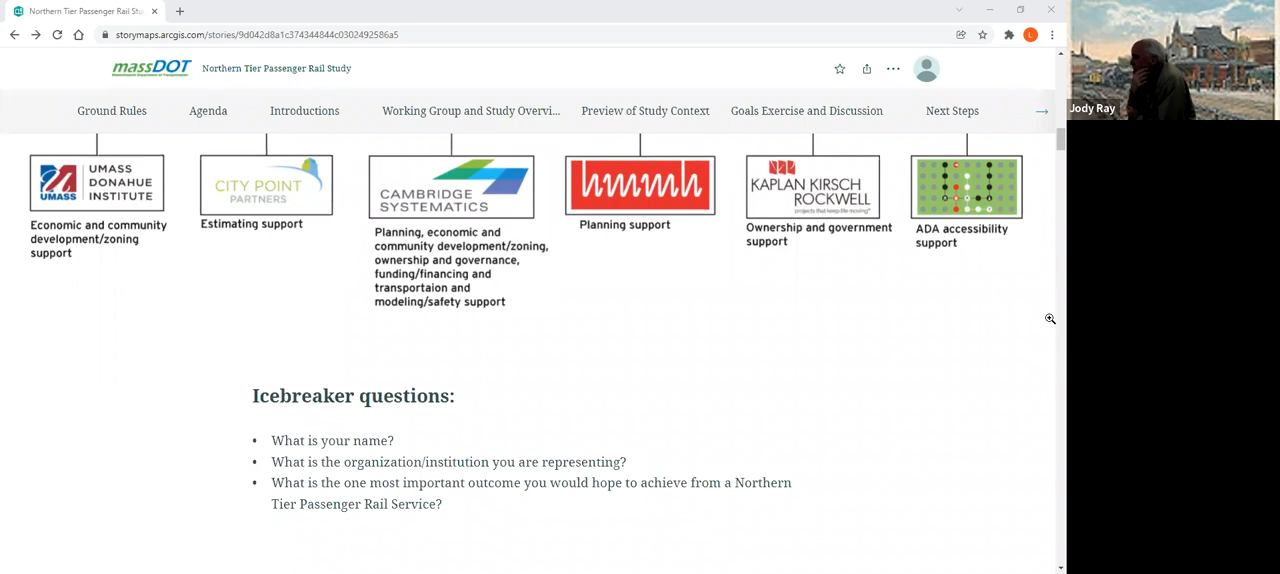 Northern Tier Passenger Rail Stu
storymaps.arcgis.com/stories/9d042d8a1c374344844c0302492586a5
L
massDOT
Northern Tier Passenger Rail Study
Ground Rules
Agenda
Introductions
Working Group and Study Overvi...
Preview of Study Context
Goals Exercise and Discussion
Next Steps
Jody Ray
UMASS
UMASS
DONAHUE
INSTITUTE
Economic and community
development/zoning
support
CITY POINT
PARTNERS
Estimating support
CAMBRIDGE
SYSTEMATICS
Planning, economic and
community development/zoning,
ownership and governance,
funding/financing and
transportaion and
modeling/safety support
hmmh
Planning support
KAPLAN KIRSCH
ROCKWELL
projects that keep life moving
Ownership and government
support
ADA accessibility
support
Icebreaker questions:
• What is your name?
• What is the organization/institution you are representing?
• What is the one most important outcome you would hope to achieve from a Northern
Tier Passenger Rail Service?